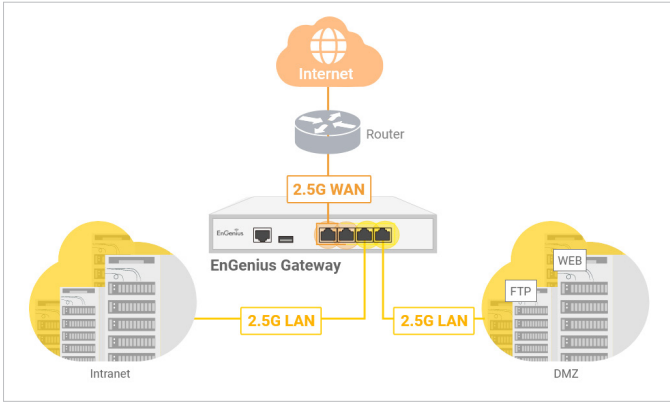 Internet
Router
2.5G WAN
EnGenius
EnGenius Gateway
WEB
FTP
2.5G LAN
2.5G LAN
Intranet
DMZ